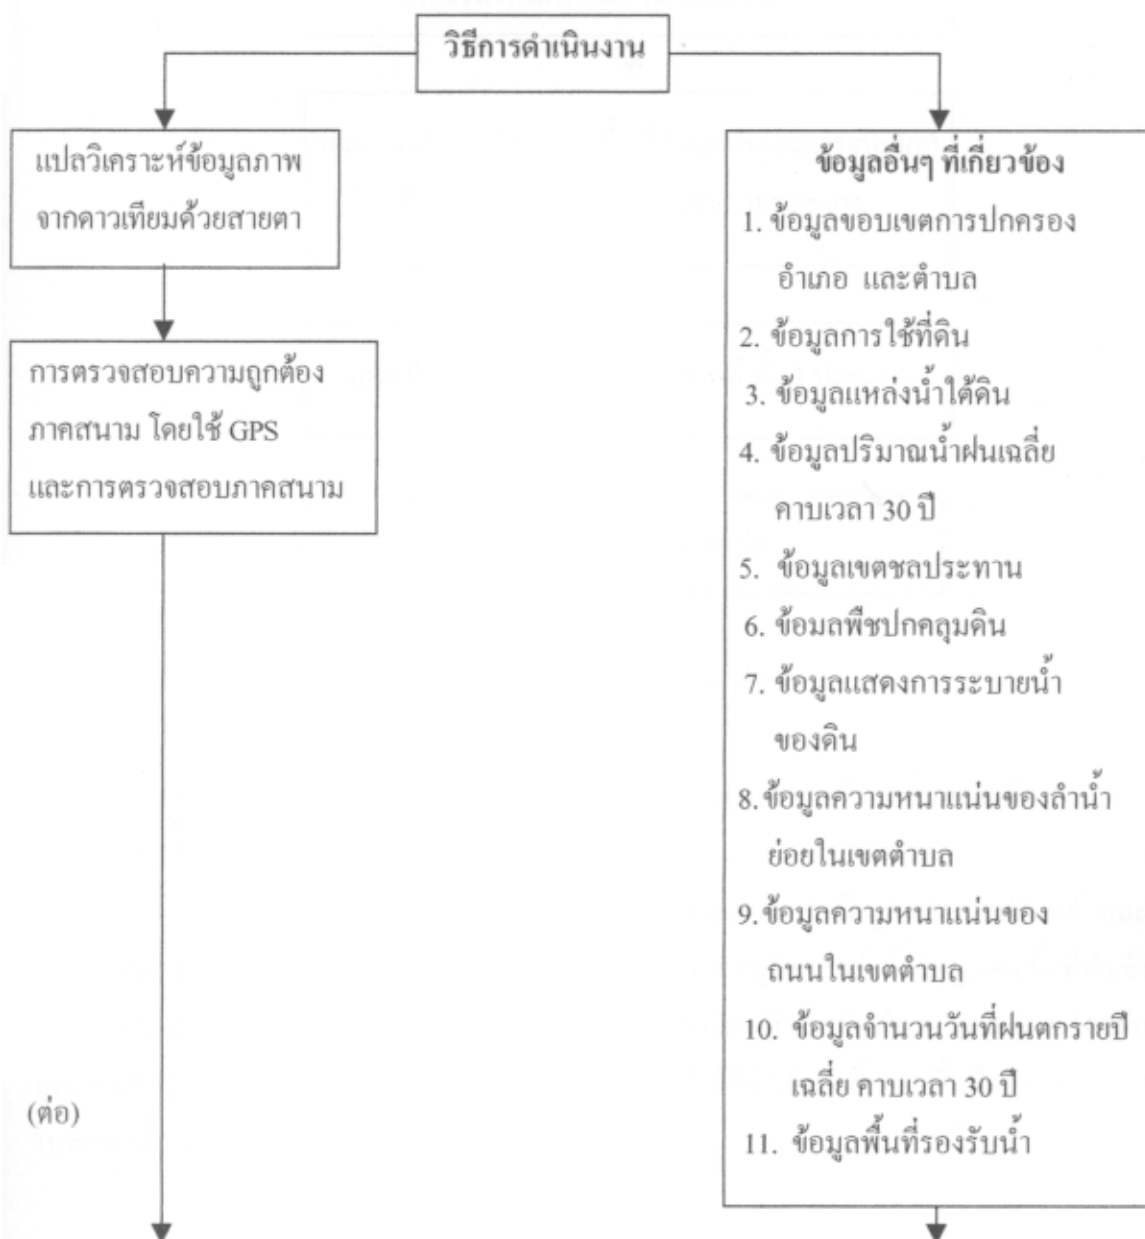 วิธีการดำเนินงาน
แปลวิเคราะห์ข้อมูลภาพ
จากดาวเทียมด้วยสายตา
การตรวจสอบความถูกต้อง
ภาคสนาม โดยใช้ GPS
และการตรวจสอบภาคสนาม
(ต่อ)
ข้อมูลอื่นๆ ที่เกี่ยวข้อง
1. ข้อมูลขอบเขตการปกครอง
อำเภอ และตำบล
2. ข้อมูลการใช้ที่ดิน
3. ข้อมูลแหล่งน้ำใต้ดิน
4. ข้อมูลปริมาณน้ำฝนเฉลี่ย
คาบเวลา 30 ปี
5. ข้อมูลเขตชลประทาน
6. ข้อมลพืชปกคลุมดิน
7. ข้อมูลแสดงการระบายน้ำ
ของดิน
8. ข้อมูลความหนาแน่นของลำน้ำ
ย่อยในเขตตำบล
9. ข้อมูลความหนาแน่นของ
ถนนในเขตตำบล
10. ข้อมูลจำนวนวันที่ฝนตกรายปี
เฉลี่ย คาบเวลา 30 ปี
11. ข้อมูลพื้นที่รองรับน้ำ